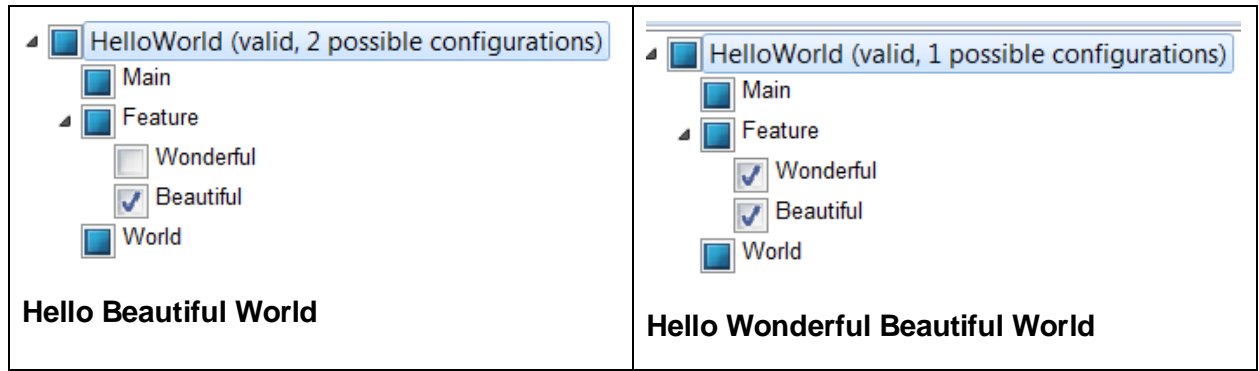 HelloWorld (valid, 2 possible configurations)
Main
Feature
Wonderful
Beautiful
World
Hello Beautiful World
HelloWorld (valid, 1 possible configurations)
Main
Feature
Wonderful
Beautiful
World
Hello Wonderful Beautiful World